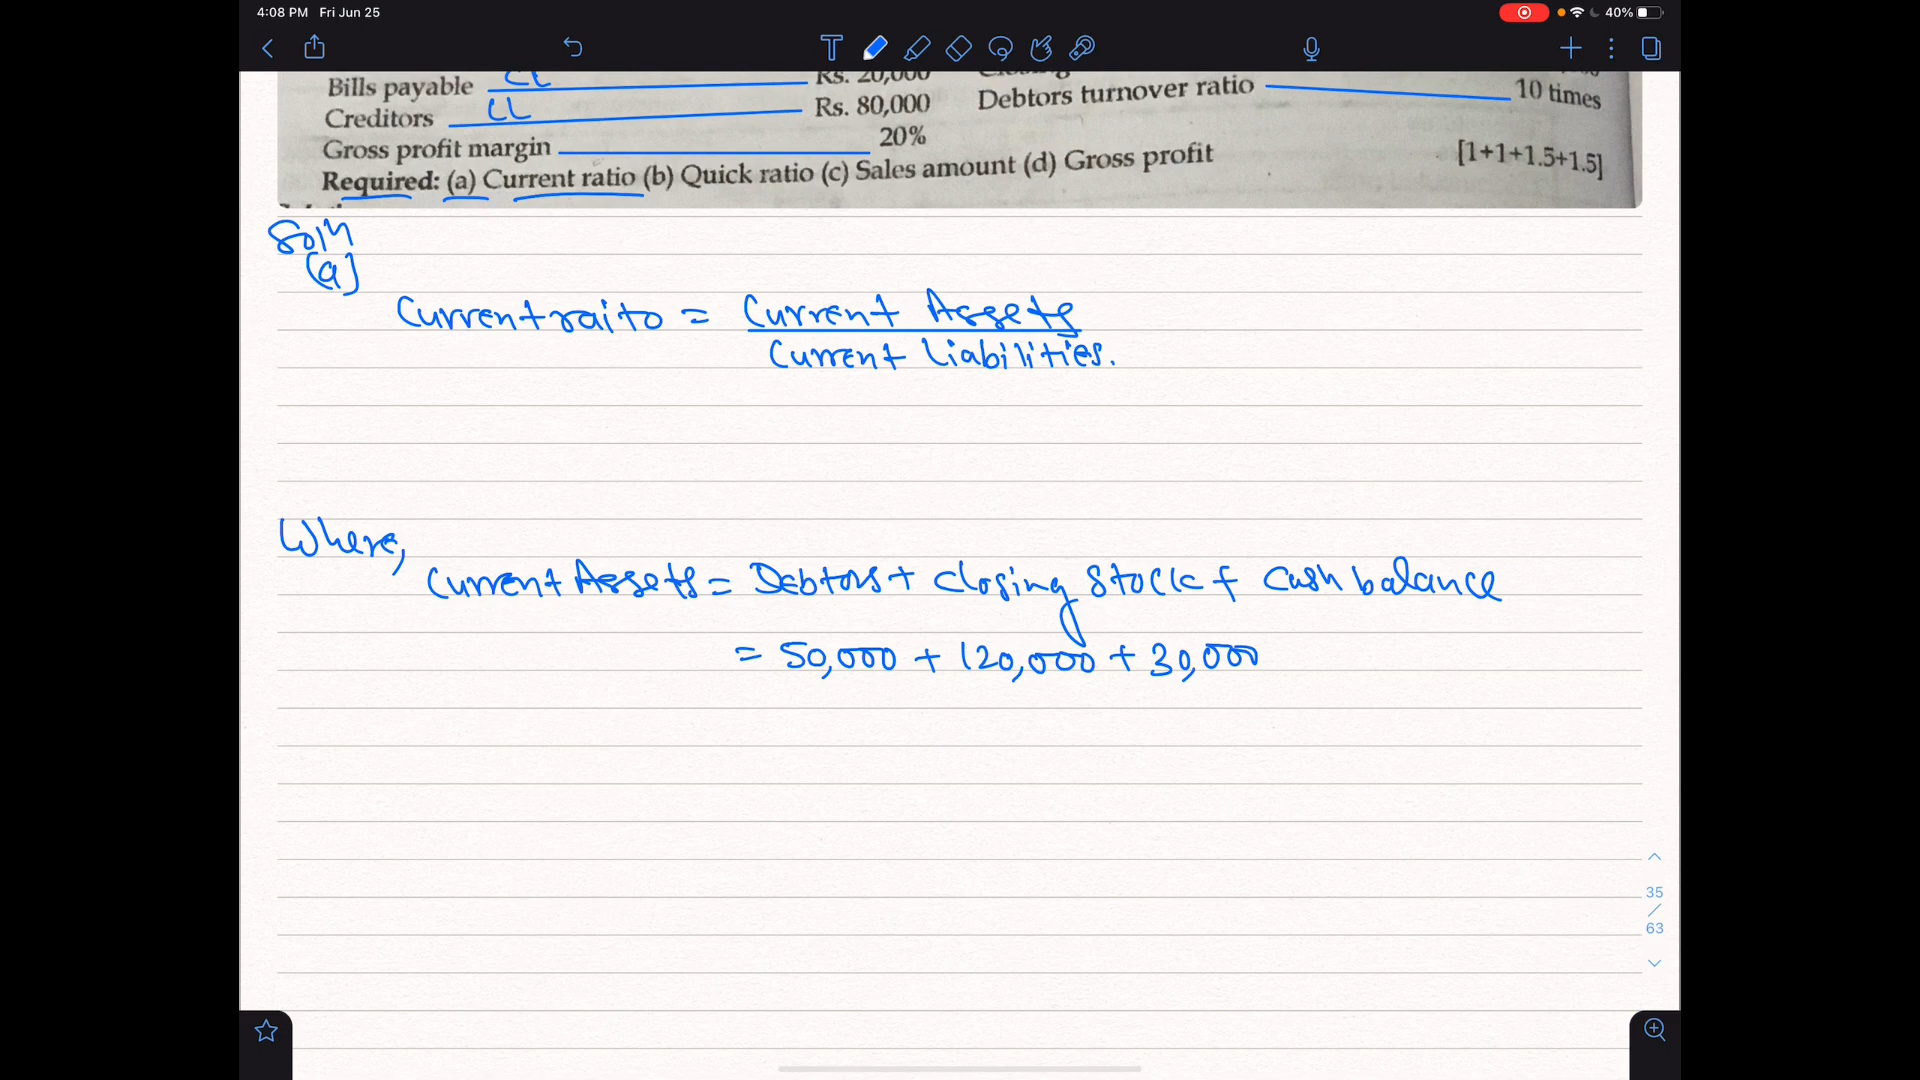 4:08 PM Fri Jun 25
40%
Bills payable CL Rs. 20,000
Creditors CL Rs. 80,000
Debtors turnover ratio 10 times
Gross profit margin 20%
Required: (a) Current ratio (b) Quick ratio (c) Sales amount (d) Gross profit [1+1+1.5+1.5]
Soln
(a)
Current raito = Current Assets
Current Liabilities.
Where,
Current Assets = Debtors + Closing Stock + Cash balance
= 50,000 + 120,000 + 30,000
35
/
63